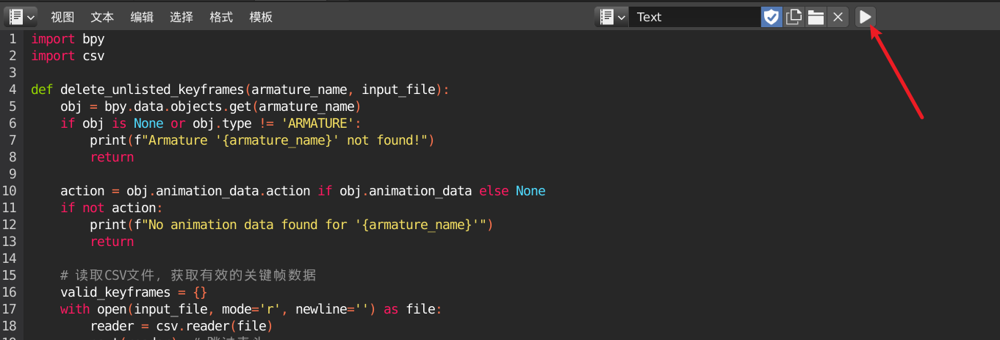 视图 文本 编辑 选择 格式 模板 Text
1 import bpy
2 import csv
3
4 def delete_unlisted_keyframes(armature_name, input_file):
5     obj = bpy.data.objects.get(armature_name)
6     if obj is None or obj.type != 'ARMATURE':
7         print(f"Armature '{armature_name}' not found!")
8         return
9
10     action = obj.animation_data.action if obj.animation_data else None
11     if not action:
12         print(f"No animation data found for '{armature_name}'")
13         return
14
15     # 读取CSV文件，获取有效的关键帧数据
16     valid_keyframes = {}
17     with open(input_file, mode='r', newline='') as file:
18         reader = csv.reader(file)